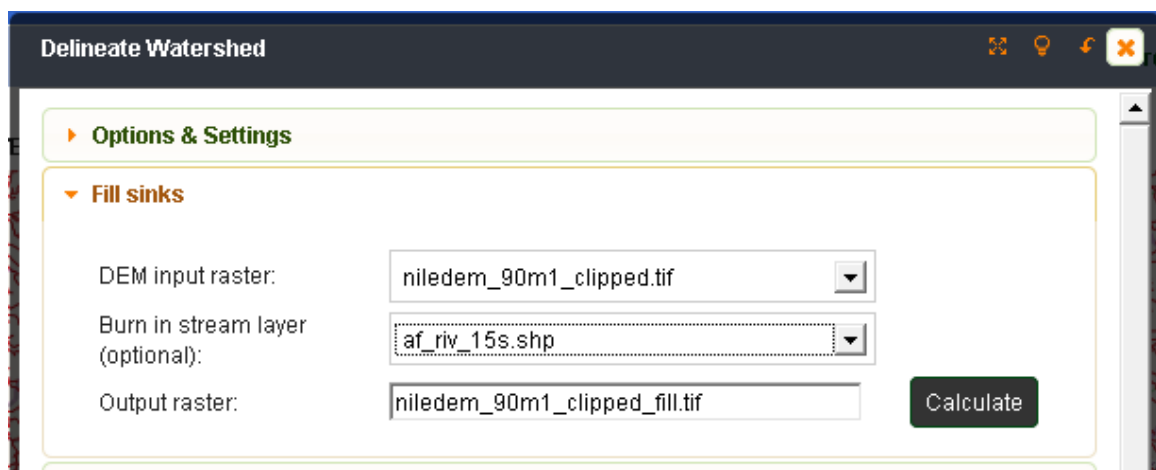 Delineate Watershed
Options & Settings
Fill sinks
DEM input raster:
niledem_90m1_clipped.tif
Burn in stream layer
(optional):
af_riv_15s.shp
Output raster:
niledem_90m1_clipped_fill.tif
Calculate